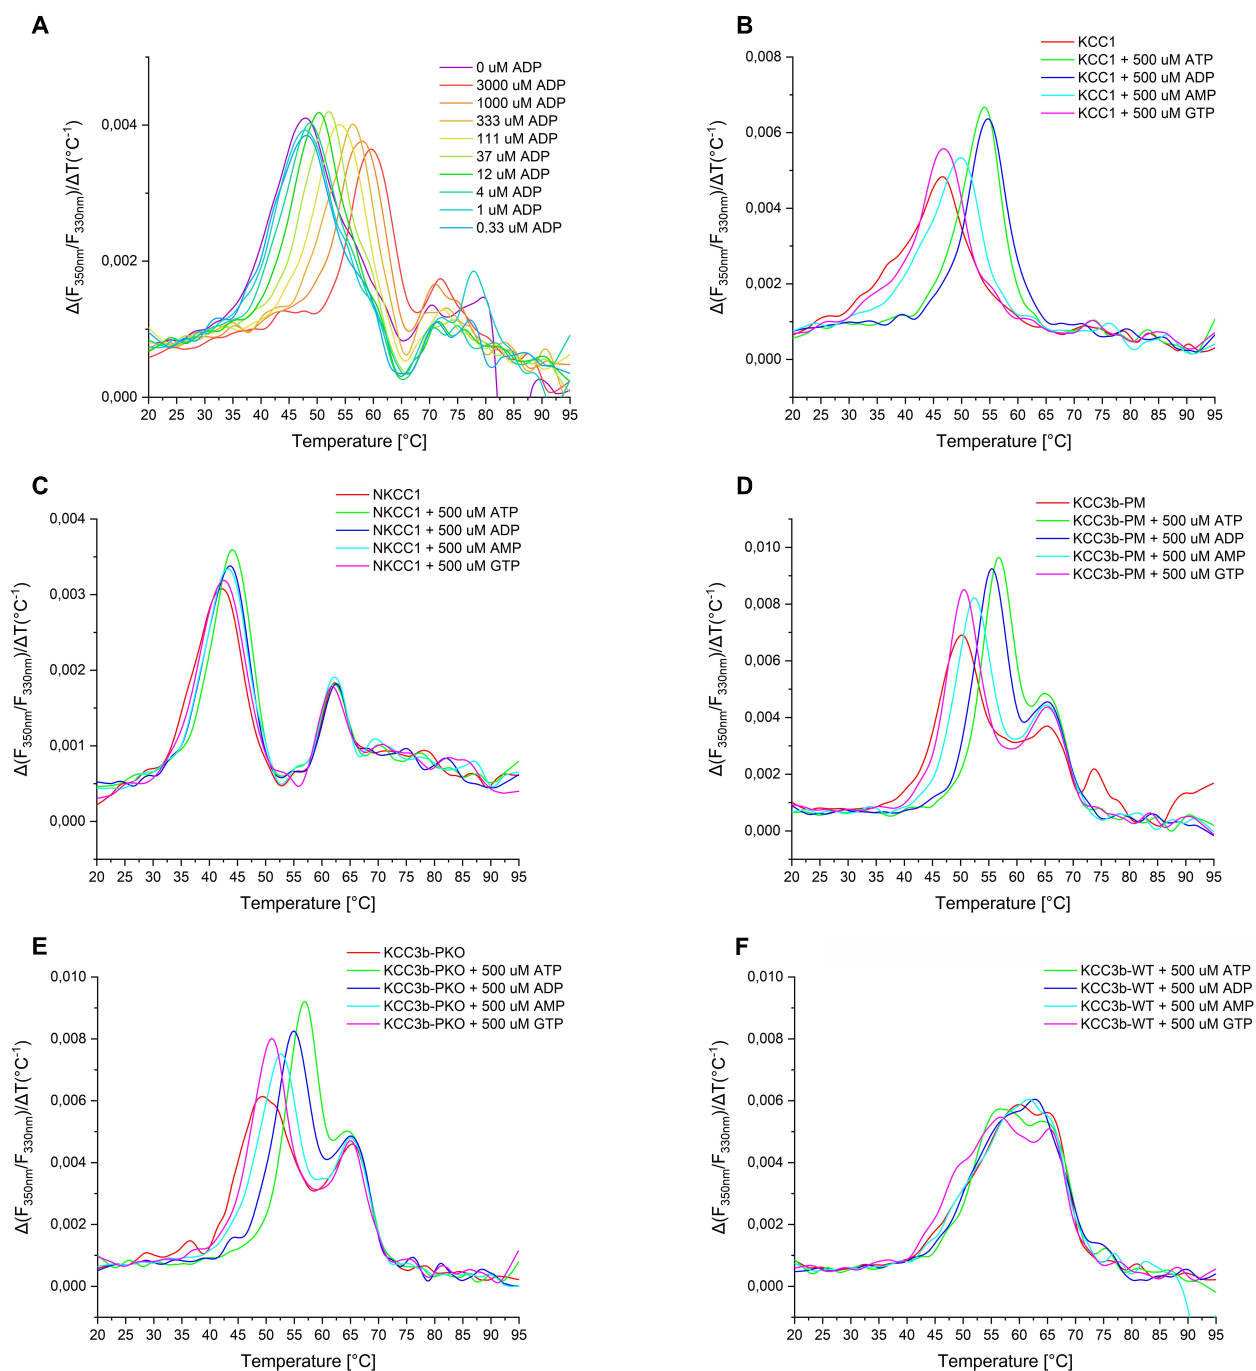 A
0 uM ADP
3000 uM ADP
1000 uM ADP
333 uM ADP
111 uM ADP
37 uM ADP
12 uM ADP
4 uM ADP
1 uM ADP
0.33 uM ADP
0,004
0,002
0,000
Δ(F350nm/F330nm)/ΔT(°C-1)
20 25 30 35 40 45 50 55 60 65 70 75 80 85 90 95
Temperature [°C]
B
KCC1
KCC1 + 500 uM ATP
KCC1 + 500 uM ADP
KCC1 + 500 uM AMP
KCC1 + 500 uM GTP
0,008
0,006
0,004
0,002
0,000
Δ(F350nm/F330nm)/ΔT(°C-1)
20 25 30 35 40 45 50 55 60 65 70 75 80 85 90 95
Temperature [°C]
C
NKCC1
NKCC1 + 500 uM ATP
NKCC1 + 500 uM ADP
NKCC1 + 500 uM AMP
NKCC1 + 500 uM GTP
0,004
0,003
0,002
0,001
0,000
Δ(F350nm/F330nm)/ΔT(°C-1)
20 25 30 35 40 45 50 55 60 65 70 75 80 85 90 95
Temperature [°C]
D
KCC3b-PM
KCC3b-PM + 500 uM ATP
KCC3b-PM + 500 uM ADP
KCC3b-PM + 500 uM AMP
KCC3b-PM + 500 uM GTP
0,010
0,008
0,006
0,004
0,002
0,000
Δ(F350nm/F330nm)/ΔT(°C-1)
20 25 30 35 40 45 50 55 60 65 70 75 80 85 90 95
Temperature [°C]
E
KCC3b-PKO
KCC3b-PKO + 500 uM ATP
KCC3b-PKO + 500 uM ADP
KCC3b-PKO + 500 uM AMP
KCC3b-PKO + 500 uM GTP
0,010
0,008
0,006
0,004
0,002
0,000
Δ(F350nm/F330nm)/ΔT(°C-1)
20 25 30 35 40 45 50 55 60 65 70 75 80 85 90 95
Temperature [°C]
F
KCC3b-WT + 500 uM ATP
KCC3b-WT + 500 uM ADP
KCC3b-WT + 500 uM AMP
KCC3b-WT + 500 uM GTP
0,010
0,008
0,006
0,004
0,002
0,000
Δ(F350nm/F330nm)/ΔT(°C-1)
20 25 30 35 40 45 50 55 60 65 70 75 80 85 90 95
Temperature [°C]